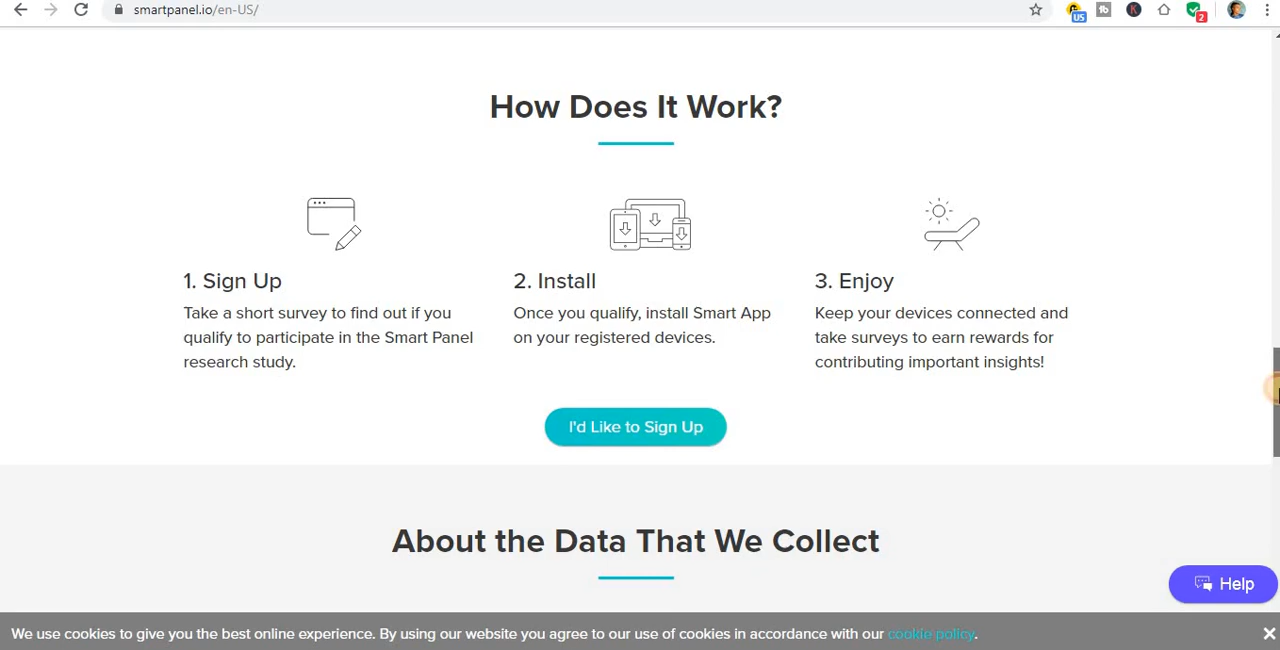 smartpanel.io/en-US/
US
tb
K
2
How Does It Work?
1. Sign Up
Take a short survey to find out if you
qualify to participate in the Smart Panel
research study.
2. Install
Once you qualify, install Smart App
on your registered devices.
3. Enjoy
Keep your devices connected and
take surveys to earn rewards for
contributing important insights!
I'd Like to Sign Up
About the Data That We Collect
Help
We use cookies to give you the best online experience. By using our website you agree to our use of cookies in accordance with our cookie policy.